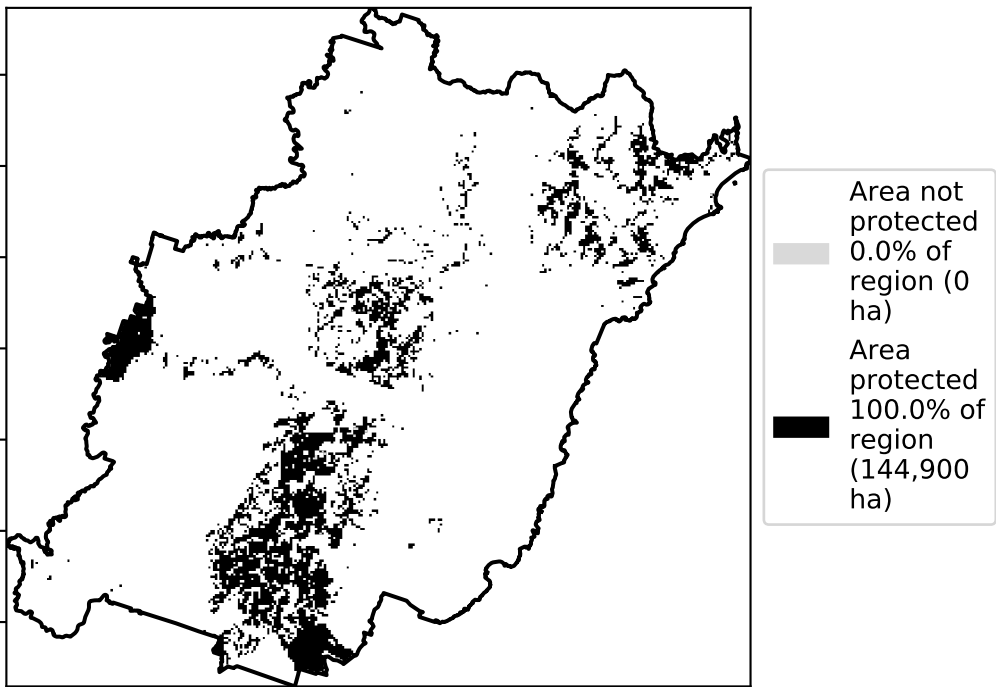 Area not
protected
0.0% of
region (0
ha)
Area
protected
100.0% of
region
(144,900
ha)